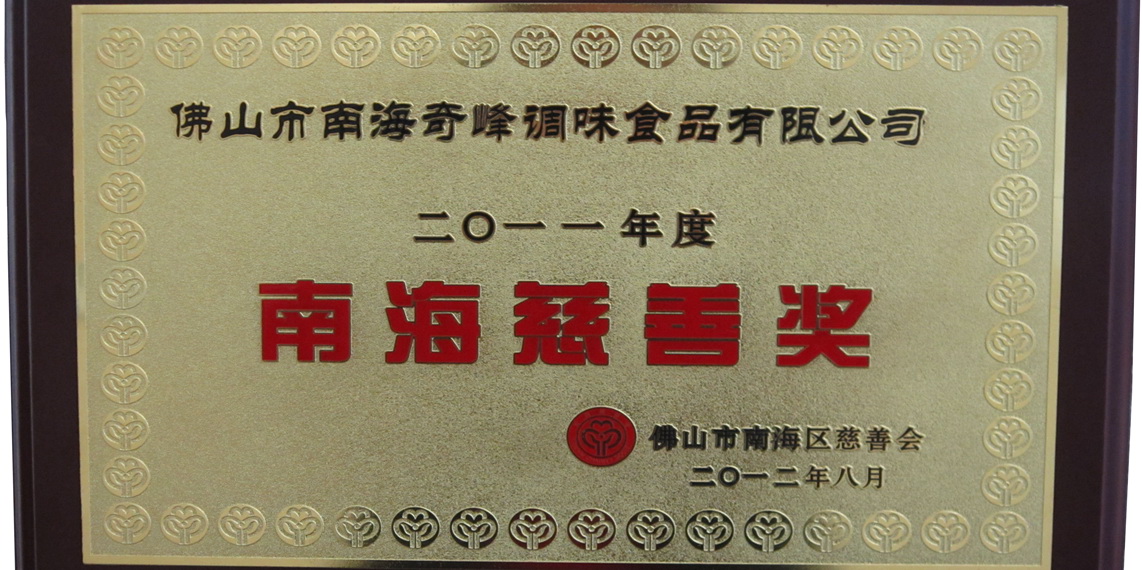 佛山市南海奇峰调味食品有限公司
二〇一一年度
南海慈善奖
佛山市南海区慈善会
二〇一二年八月